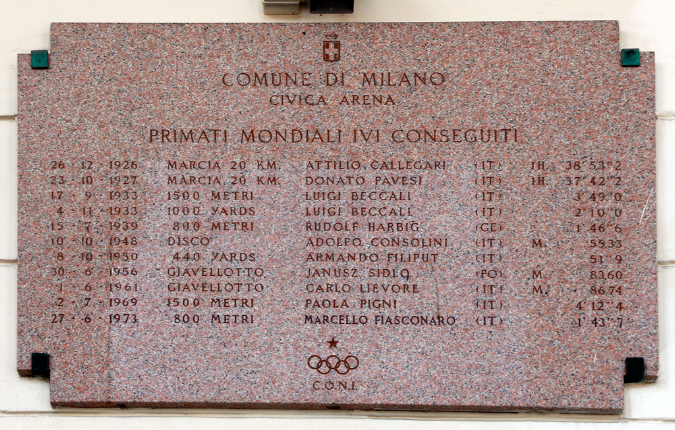 COMUNE DI MILANO
CIVICA ARENA
PRIMATI MONDIALI IVI CONSEGUITI
26 · 12 · 1926 MARCIA 20 KM. ATTILIO CALLEGARI (IT) 1H. 38'53"2
23 · 10 · 1927 MARCIA 20 KM. DONATO PAVESI (IT) 1H. 37'42"2
17 · 9 · 1933 1500 METRI LUIGI BECCALI (IT) 3'49"0
4 · 11 · 1933 1000 YARDS LUIGI BECCALI (IT) 2'10"0
15 · 7 · 1939 800 METRI RUDOLF HARBIG (GE) 1'46"6
10 · 10 · 1948 DISCO ADOLFO CONSOLINI (IT) M. 55.33
8 · 10 · 1950 440 YARDS ARMANDO FILIPUT (IT) 51"9
30 · 6 · 1956 GIAVELLOTTO JANUSZ SIDLO (PO) M. 83.60
1 · 6 · 1961 GIAVELLOTTO CARLO LIEVORE (IT) M. 86.74
2 · 7 · 1969 1500 METRI PAOLA PIGNI (IT) 4'12"4
27 · 6 · 1973 800 METRI MARCELLO FIASCONARO (IT) 1'43"7
C.O.N.I.